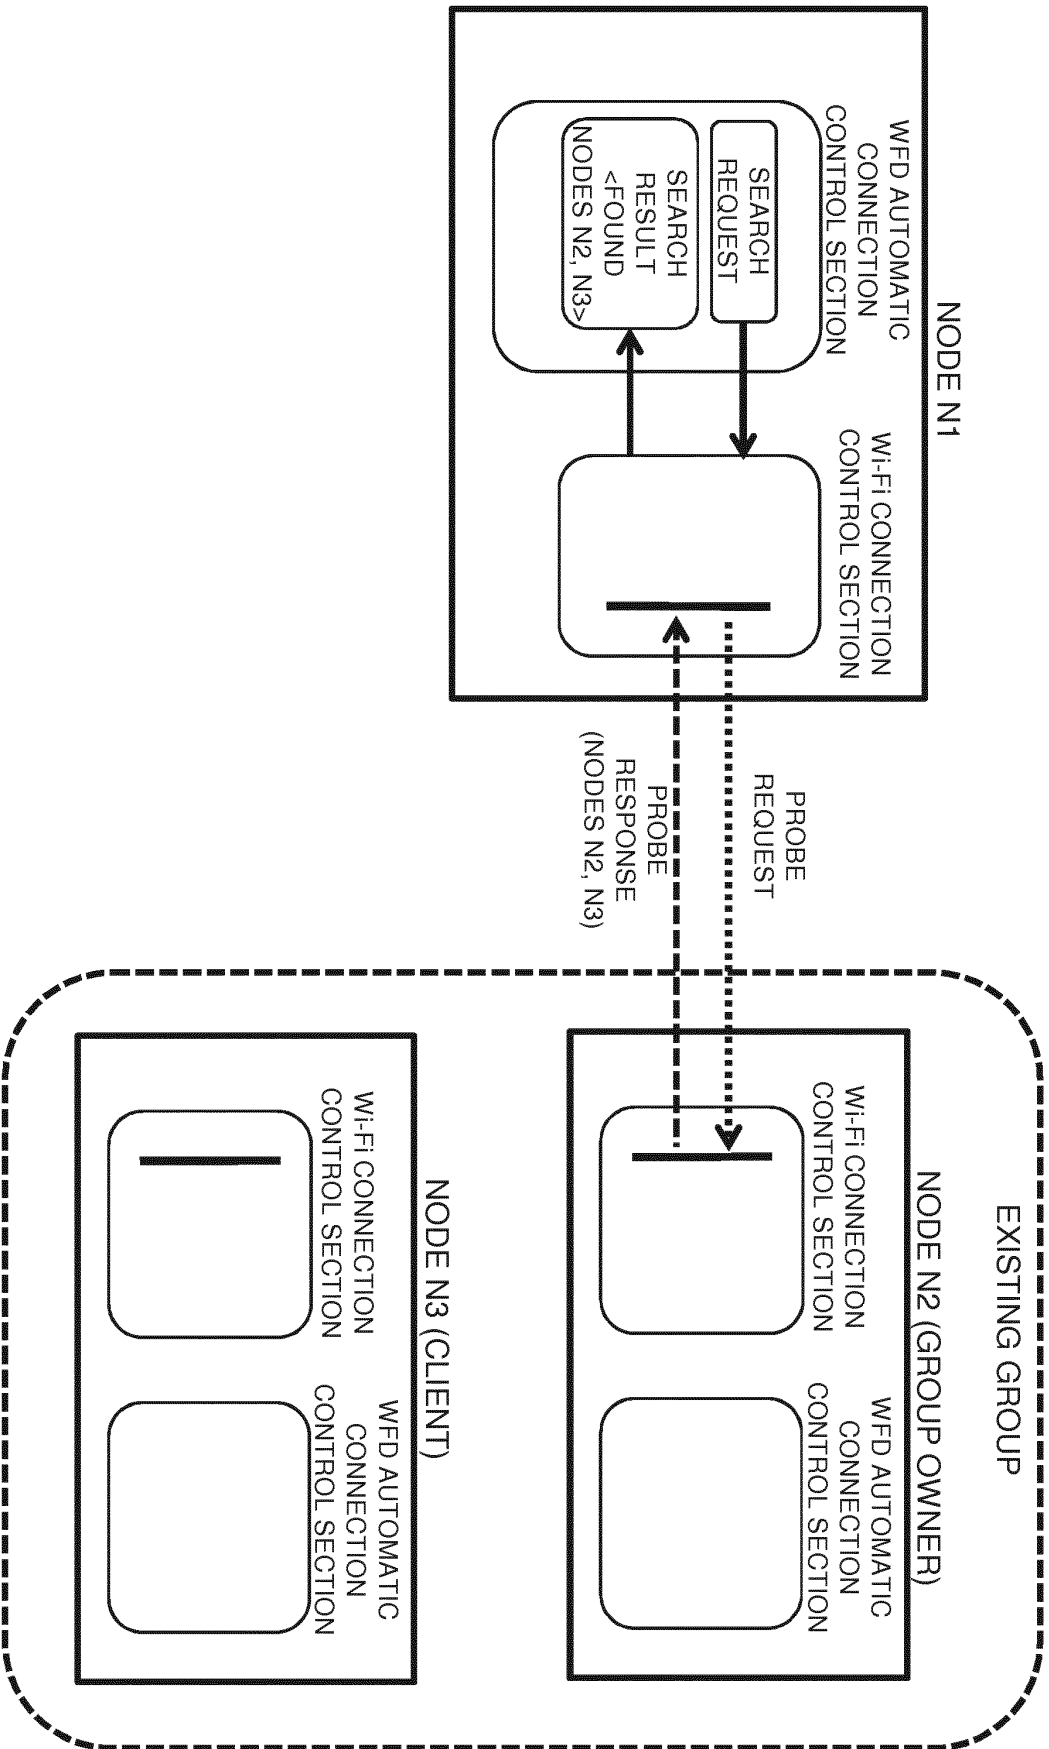 NODE N1
WFD AUTOMATIC
CONNECTION
CONTROL SECTION
SEARCH
REQUEST
SEARCH
RESULT
<FOUND
NODES N2, N3>
Wi-Fi CONNECTION
CONTROL SECTION
PROBE
REQUEST
PROBE
RESPONSE
(NODES N2, N3)
EXISTING GROUP
NODE N2 (GROUP OWNER)
Wi-Fi CONNECTION
CONTROL SECTION
WFD AUTOMATIC
CONNECTION
CONTROL SECTION
NODE N3 (CLIENT)
Wi-Fi CONNECTION
CONTROL SECTION
WFD AUTOMATIC
CONNECTION
CONTROL SECTION